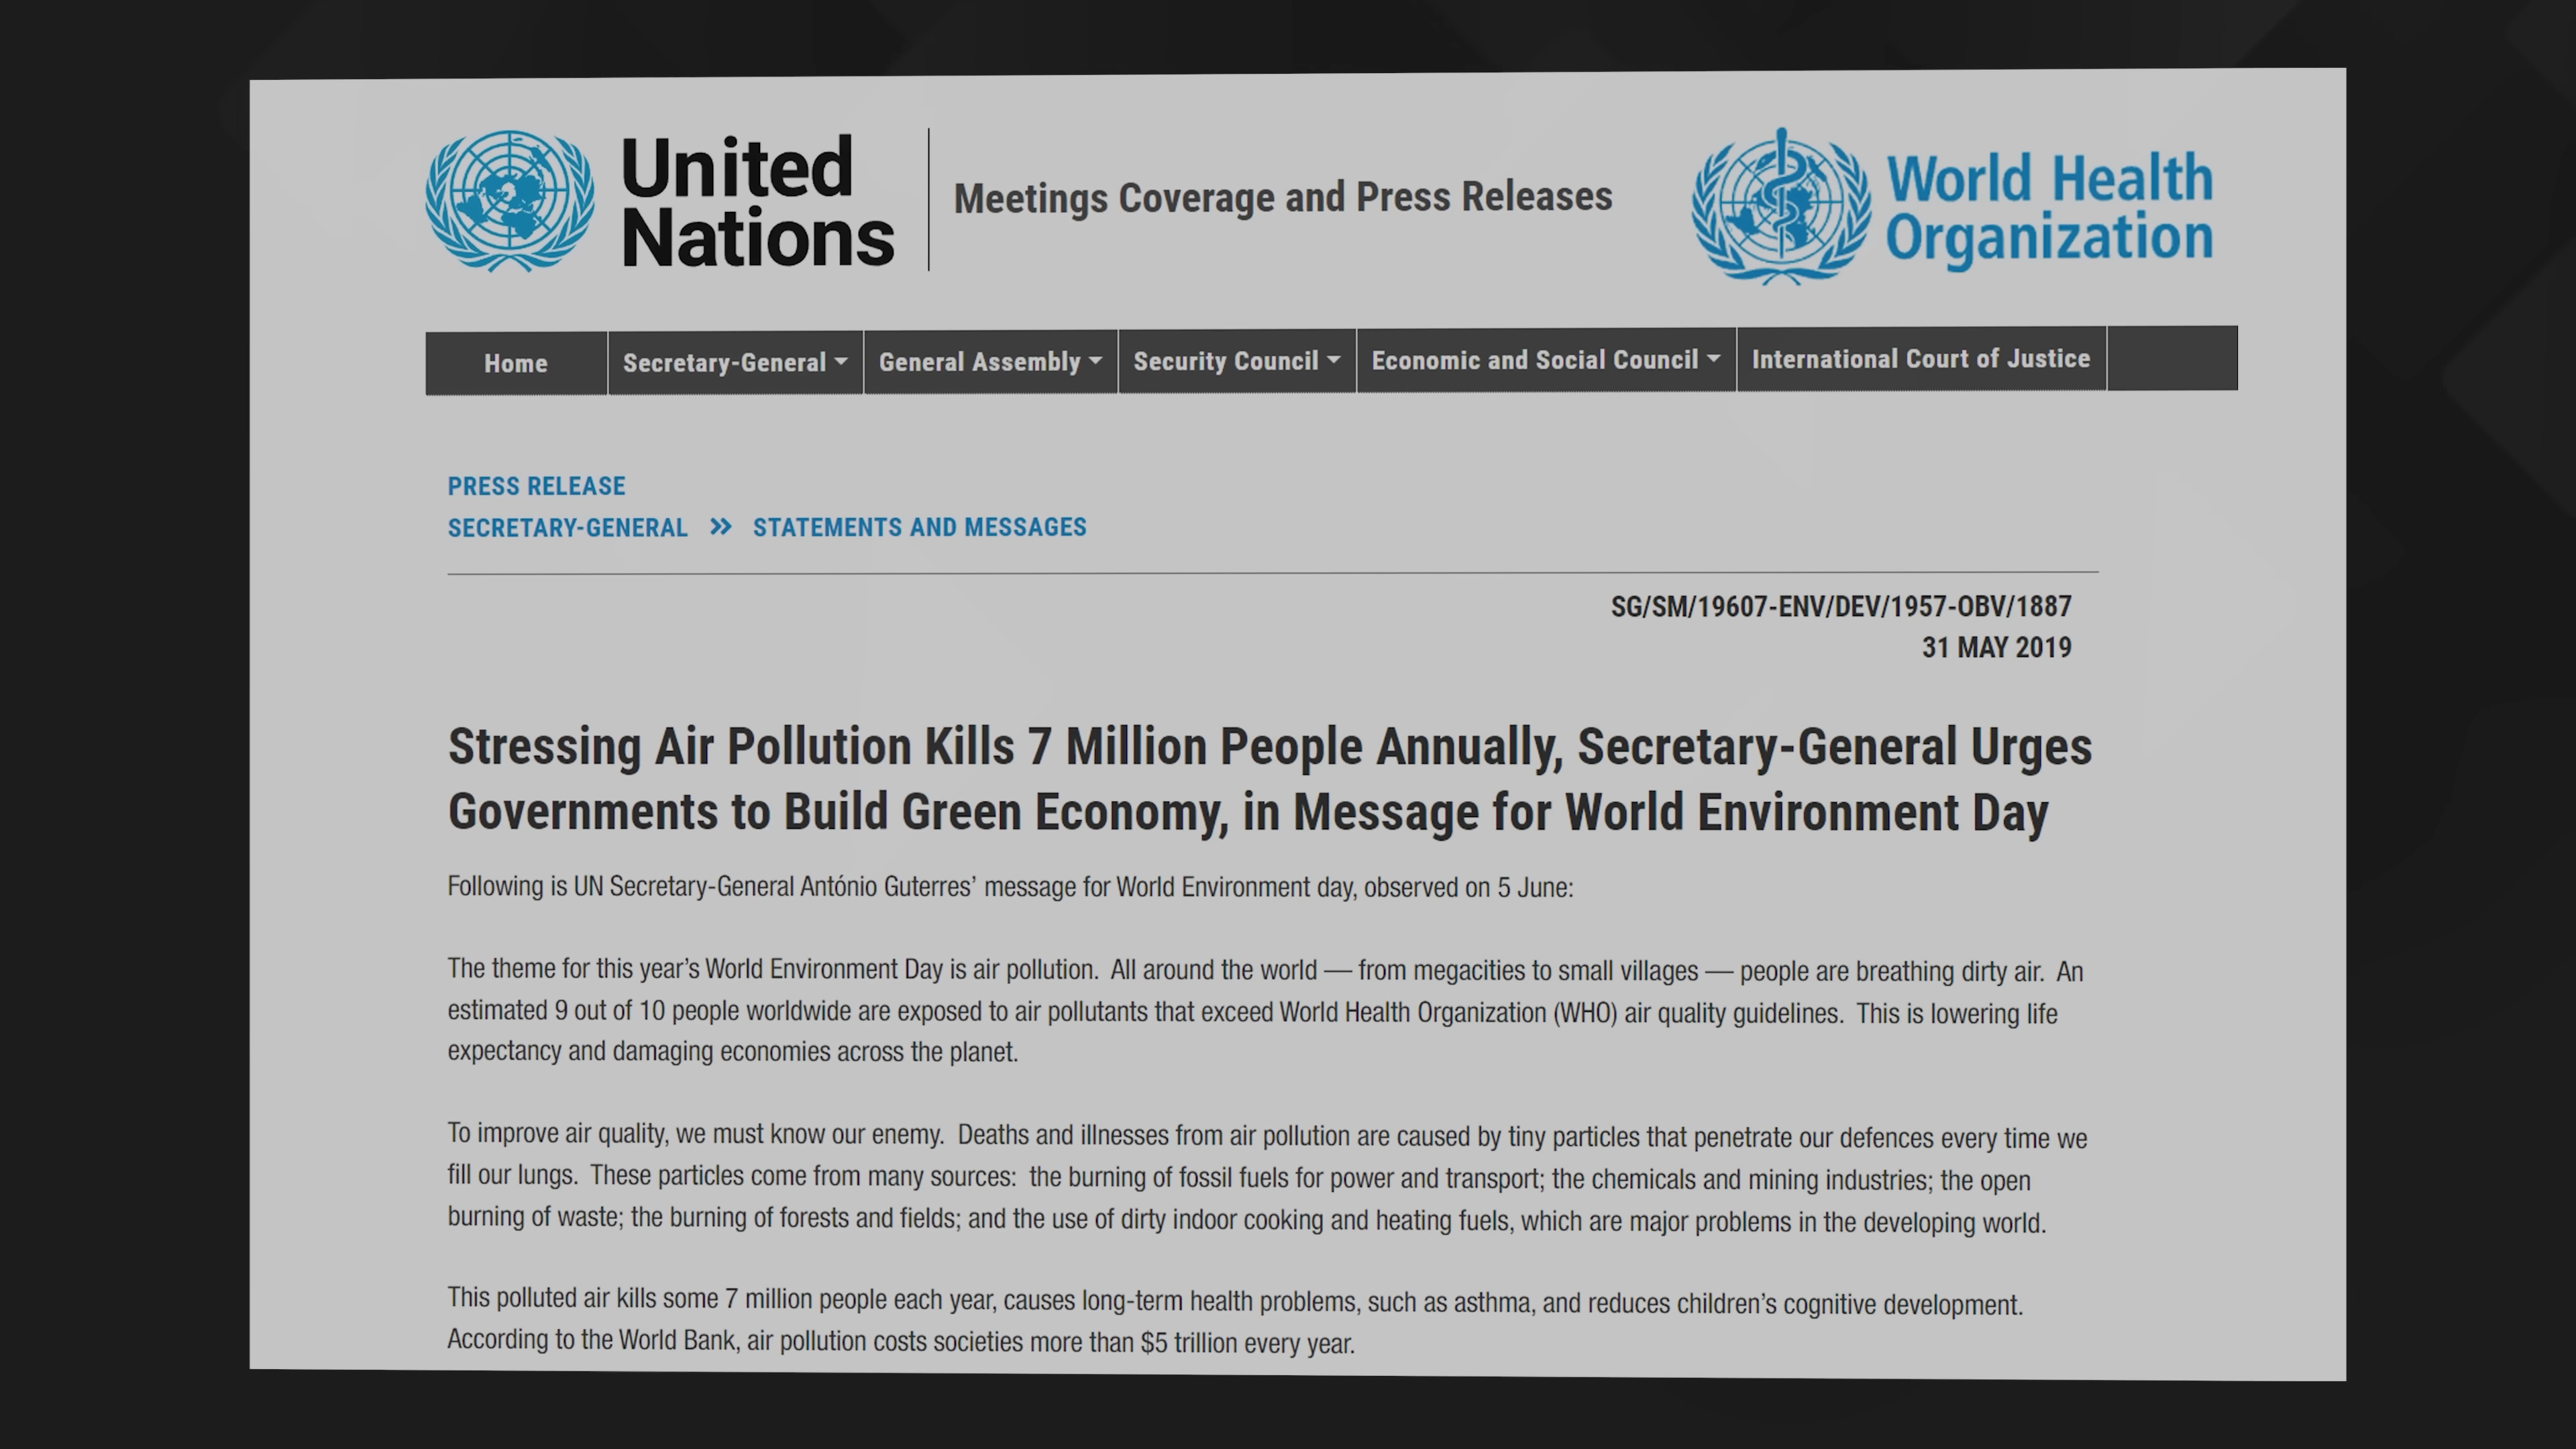 United
Nations
Meetings Coverage and Press Releases
World Health
Organization
Home Secretary-General General Assembly Security Council Economic and Social Council International Court of Justice
PRESS RELEASE
SECRETARY-GENERAL >> STATEMENTS AND MESSAGES
SG/SM/19607-ENV/DEV/1957-OBV/1887
31 MAY 2019
Stressing Air Pollution Kills 7 Million People Annually, Secretary-General Urges
Governments to Build Green Economy, in Message for World Environment Day
Following is UN Secretary-General António Guterres’ message for World Environment day, observed on 5 June:
The theme for this year’s World Environment Day is air pollution.  All around the world — from megacities to small villages — people are breathing dirty air.  An
estimated 9 out of 10 people worldwide are exposed to air pollutants that exceed World Health Organization (WHO) air quality guidelines.  This is lowering life
expectancy and damaging economies across the planet.
To improve air quality, we must know our enemy.  Deaths and illnesses from air pollution are caused by tiny particles that penetrate our defences every time we
fill our lungs.  These particles come from many sources:  the burning of fossil fuels for power and transport; the chemicals and mining industries; the open
burning of waste; the burning of forests and fields; and the use of dirty indoor cooking and heating fuels, which are major problems in the developing world.
This polluted air kills some 7 million people each year, causes long-term health problems, such as asthma, and reduces children’s cognitive development.
According to the World Bank, air pollution costs societies more than $5 trillion every year.